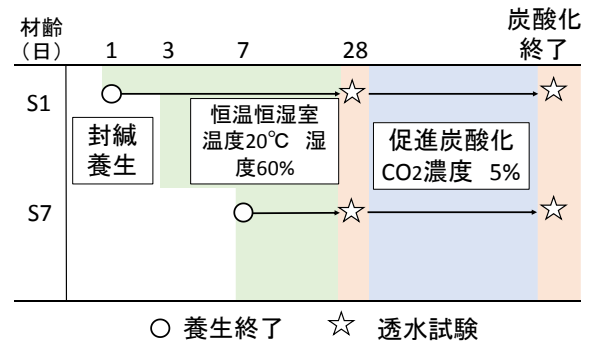 材齢
(日) 1 3 7 28 炭酸化
終了
S1
封緘
養生
恒温恒湿室
温度20℃ 湿
度60%
促進炭酸化
CO2濃度 5%
S7
○ 養生終了 ☆ 透水試験